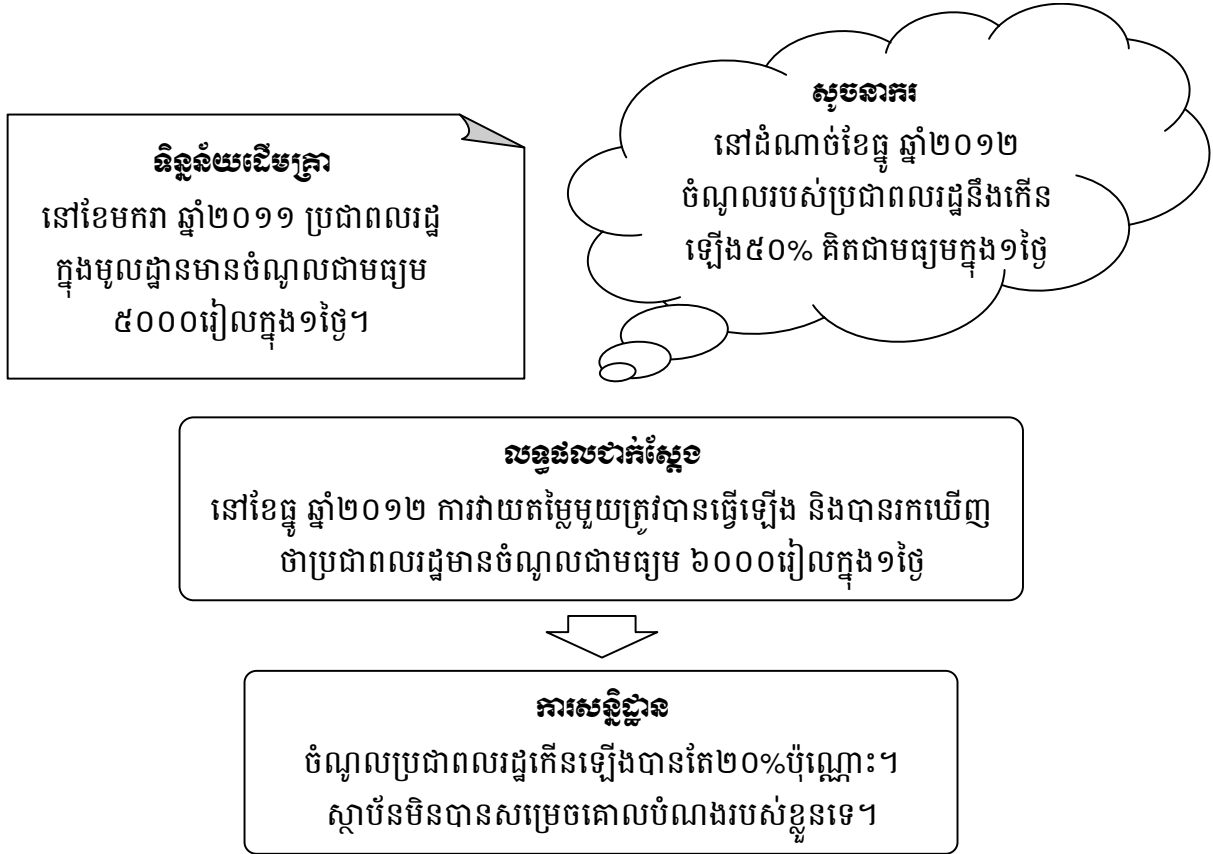 ទិន្នន័យដើមគ្រា
នៅខែមករា ឆ្នាំ២០១១ ប្រជាពលរដ្ឋ
ក្នុងមូលដ្ឋានមានចំណូលជាមធ្យម
៥០០០រៀលក្នុង១ថ្ងៃ។
សូចនាករ
នៅដំណាច់ខែធ្នូ ឆ្នាំ២០១២
ចំណូលរបស់ប្រជាពលរដ្ឋនឹងកើន
ឡើង៥០% គិតជាមធ្យមក្នុង១ថ្ងៃ
លទ្ធផលជាក់ស្តែង
នៅខែធ្នូ ឆ្នាំ២០១២ ការវាយតម្លៃមួយត្រូវបានធ្វើឡើង និងបានរកឃើញ
ថាប្រជាពលរដ្ឋមានចំណូលជាមធ្យម ៦០០០រៀលក្នុង១ថ្ងៃ
ការសន្និដ្ឋាន
ចំណូលប្រជាពលរដ្ឋកើនឡើងបានតែ២០%ប៉ុណ្ណោះ។
ស្ថាប័នមិនបានសម្រេចគោលបំណងរបស់ខ្លួនទេ។